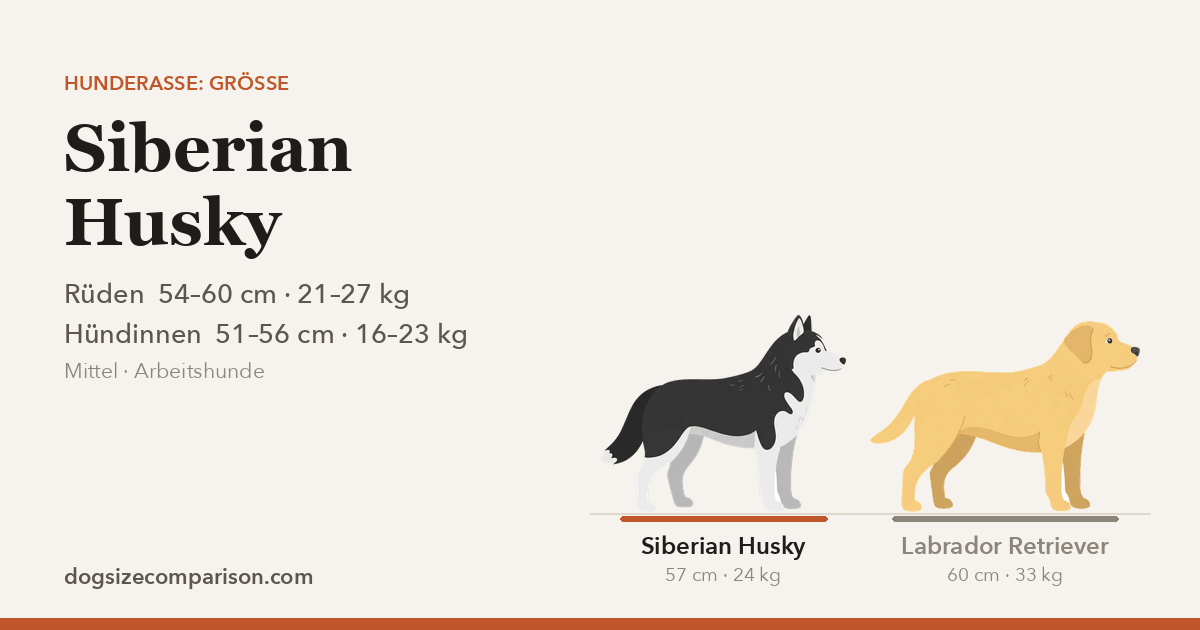 HUNDERASSE: GRÖSSE
Siberian
Husky
Rüden 54–60 cm · 21–27 kg
Hündinnen 51–56 cm · 16–23 kg
Mittel · Arbeitshunde
Siberian Husky
57 cm · 24 kg
Labrador Retriever
60 cm · 33 kg
dogsizecomparison.com